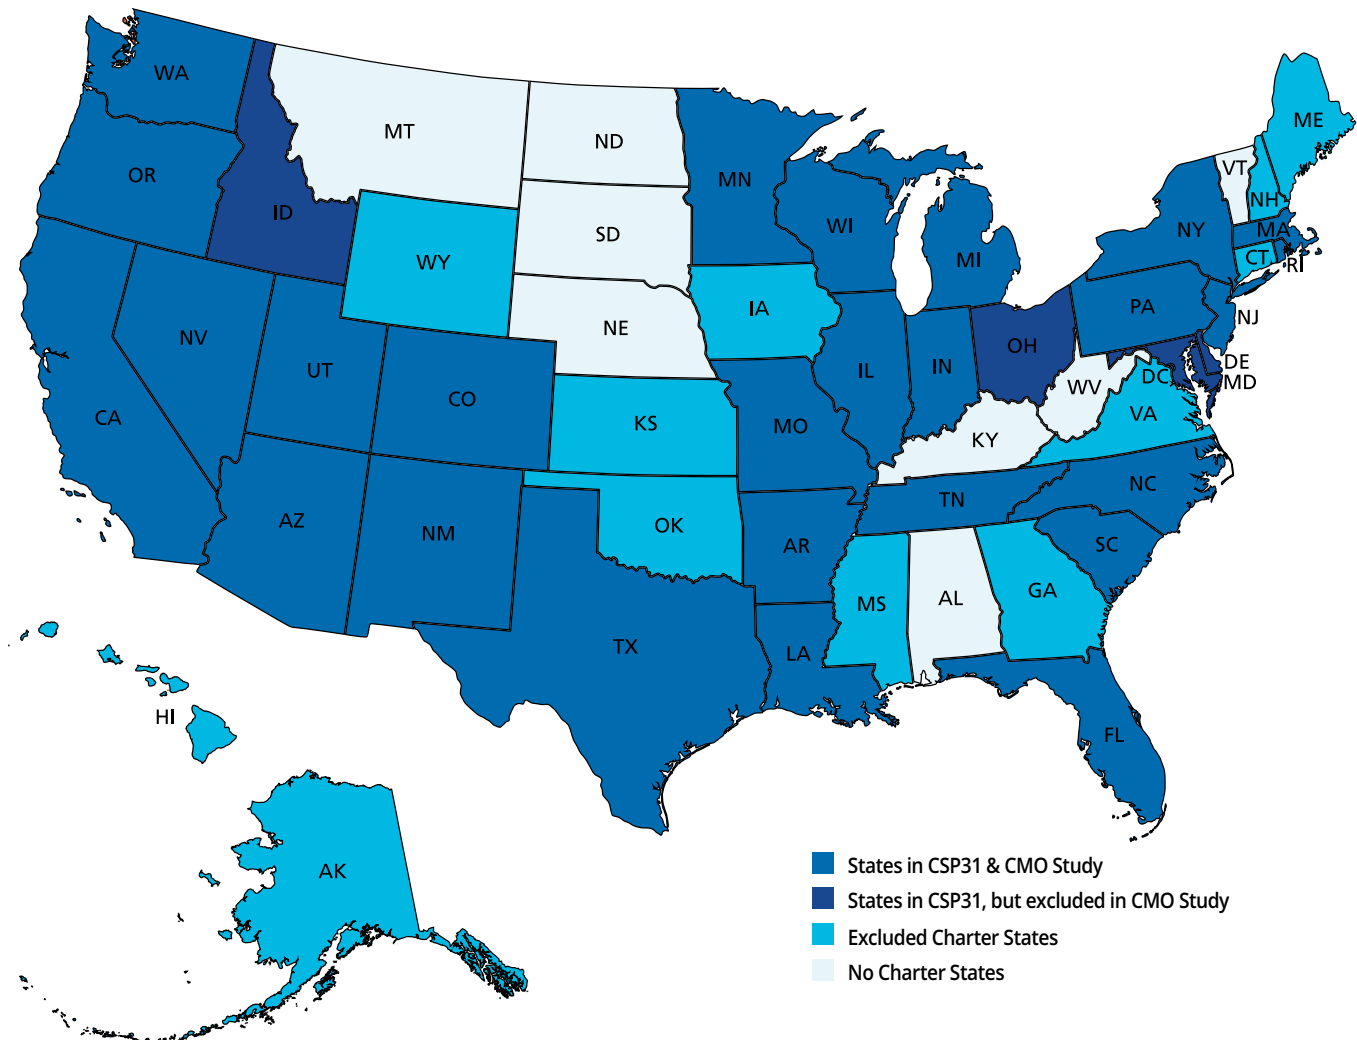 WA
MT
ND
MN
OR
ID
SD
WI
MI
WY
NE
IA
NV
UT
CO
CA
KS
MO
IL
IN
OH
KY
WV
PA
NY
VT
NH
ME
MA
CT
RI
NJ
DE
MD
DC
VA
AZ
NM
OK
AR
TN
NC
SC
TX
LA
MS
AL
GA
FL
HI
AK
States in CSP31 & CMO Study
States in CSP31, but excluded in CMO Study
Excluded Charter States
No Charter States